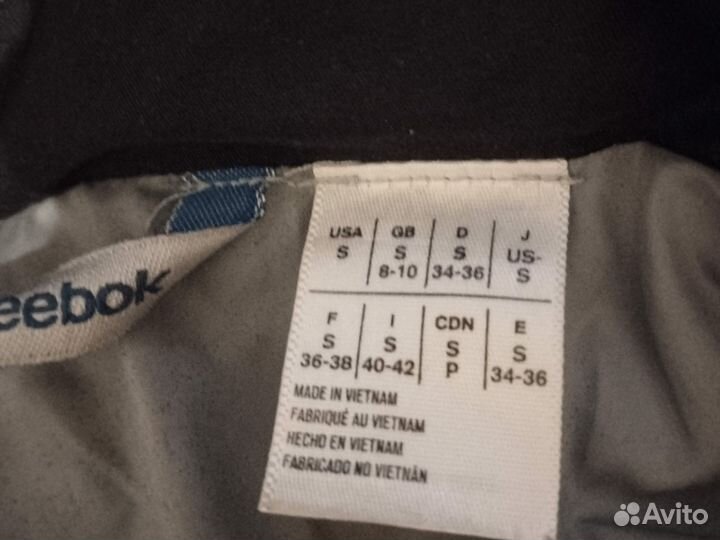 eebok
USA GB D J
S S S US-
8-10 34-36 S
F I CDN E
S S S S
36-38 40-42 P 34-36
MADE IN VIETNAM
FABRIQUÉ AU VIETNAM
HECHO EN VIETNAM
FABRICADO NO VIETNÃN
Avito